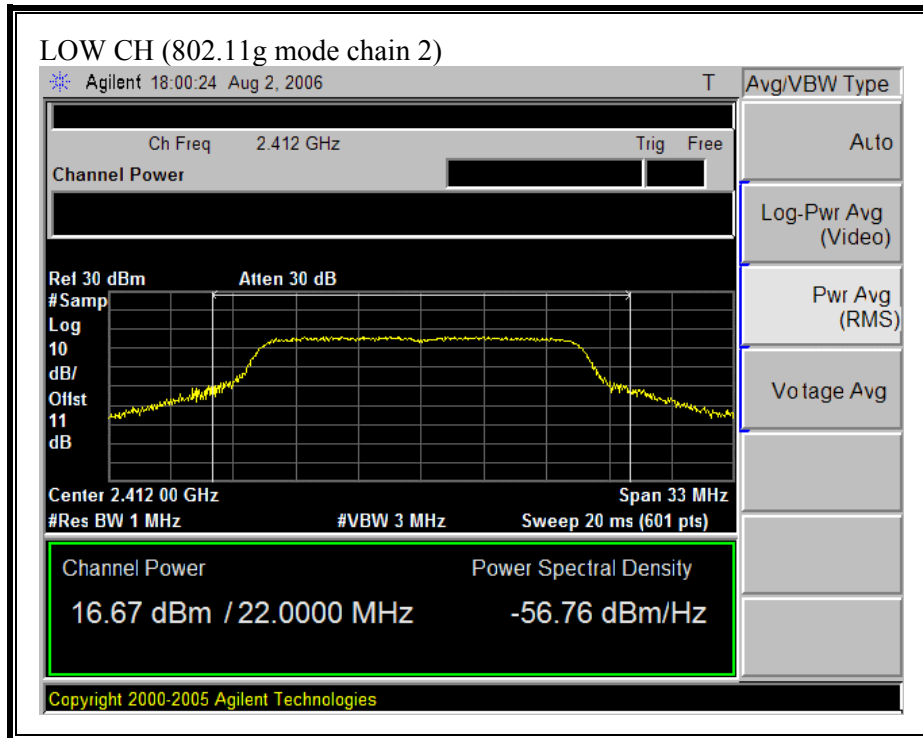 LOW CH (802.11g mode chain 2)
Agilent 18:00:24 Aug 2, 2006 T
Avg/VBW Type
Ch Freq 2.412 GHz Trig Free
Channel Power
Auto
Log-Pwr Avg
(Video)
Pwr Avg
(RMS)
Voltage Avg
Ref 30 dBm Atten 30 dB
#Samp
Log
10
dB/
Offst
11
dB
Center 2.412 00 GHz Span 33 MHz
#Res BW 1 MHz #VBW 3 MHz Sweep 20 ms (601 pts)
Channel Power Power Spectral Density
16.67 dBm / 22.0000 MHz -56.76 dBm/Hz
Copyright 2000-2005 Agilent Technologies